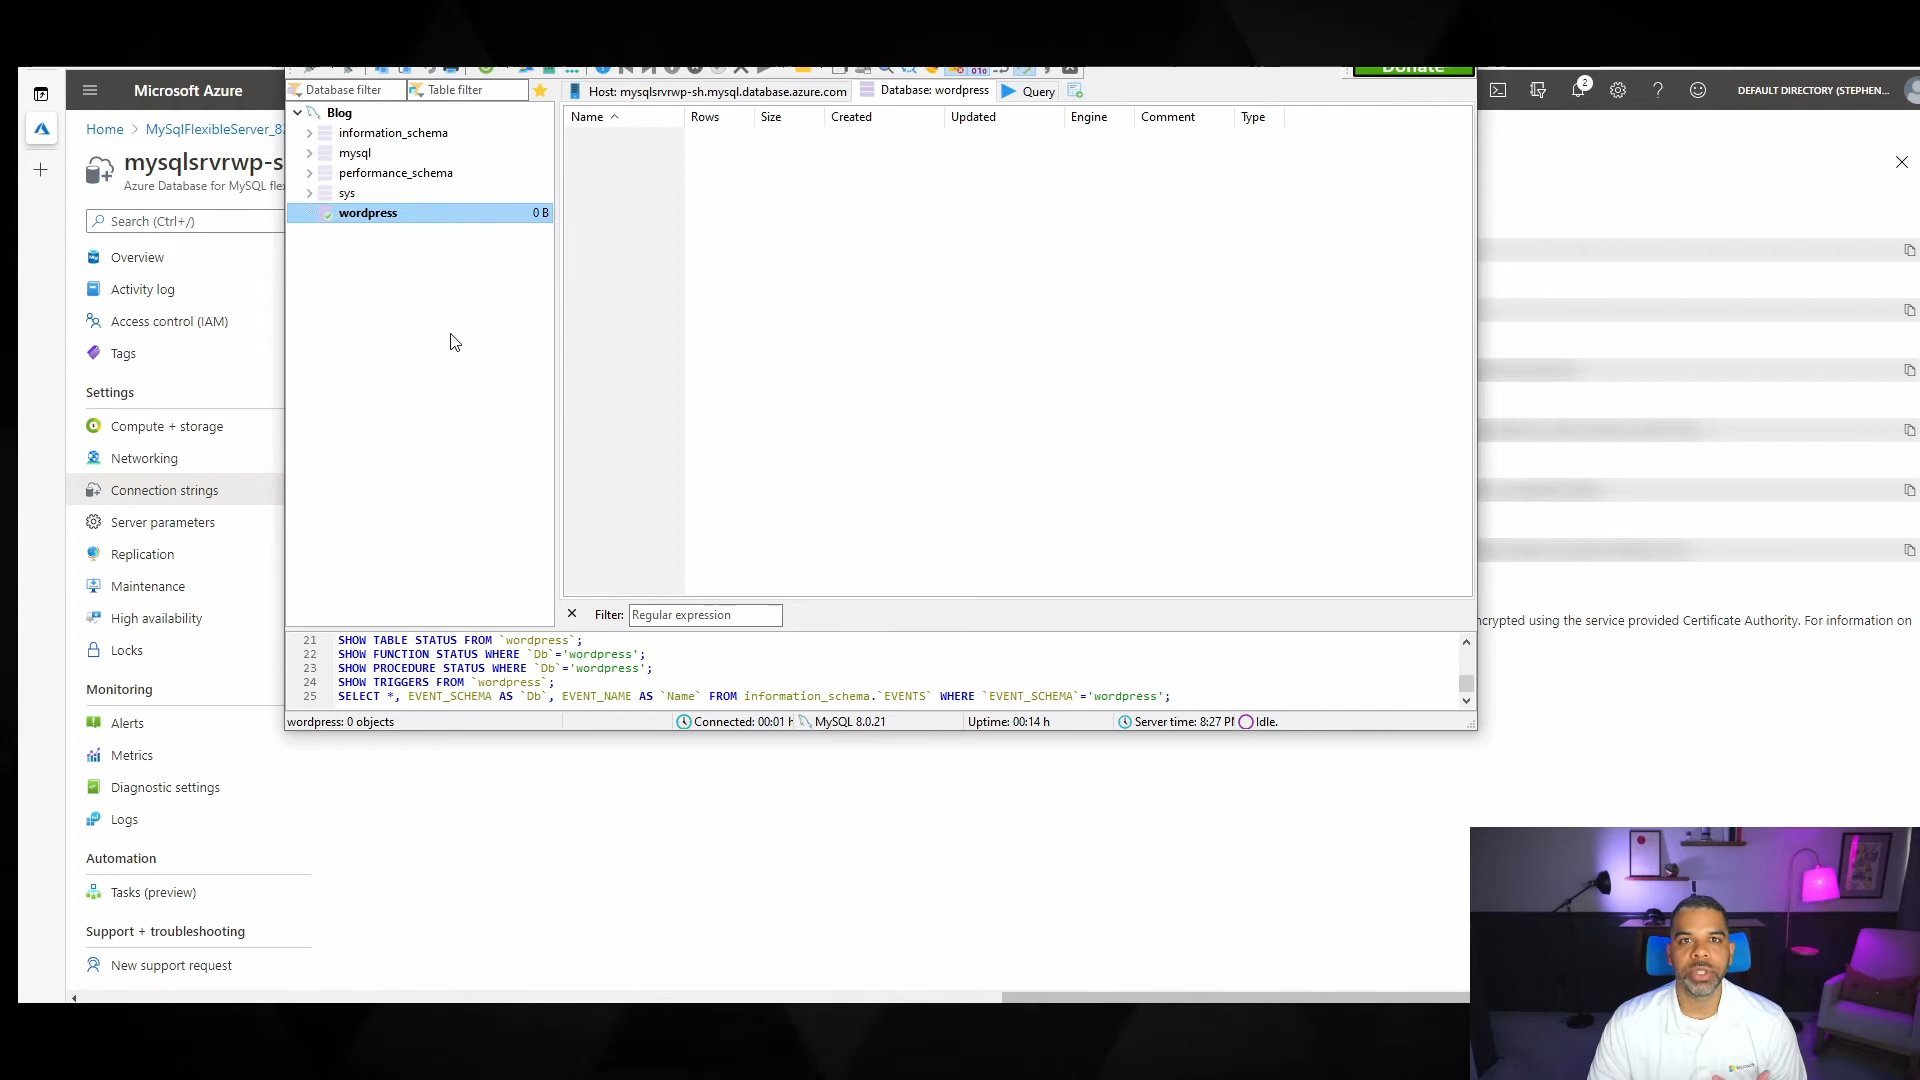 Microsoft Azure
Home > MySqlFlexibleServer_8
mysqlsrvrwp-s
Azure Database for MySQL flex
Search (Ctrl+/)
Overview
Activity log
Access control (IAM)
Tags
Settings
Compute + storage
Networking
Connection strings
Server parameters
Replication
Maintenance
High availability
Locks
Monitoring
Alerts
Metrics
Diagnostic settings
Logs
Automation
Tasks (preview)
Support + troubleshooting
New support request
Donate
Database filter
Table filter
Host: mysqlsrvrwp-sh.mysql.database.azure.com
Database: wordpress
Query
Blog
information_schema
mysql
performance_schema
sys
wordpress 0 B
Name Rows Size Created Updated Engine Comment Type
Filter: Regular expression
21 SHOW TABLE STATUS FROM `wordpress`;
22 SHOW FUNCTION STATUS WHERE `Db`='wordpress';
23 SHOW PROCEDURE STATUS WHERE `Db`='wordpress';
24 SHOW TRIGGERS FROM `wordpress`;
25 SELECT *, EVENT_SCHEMA AS `Db`, EVENT_NAME AS `Name` FROM information_schema.`EVENTS` WHERE `EVENT_SCHEMA`='wordpress';
wordpress: 0 objects
Connected: 00:01 h
MySQL 8.0.21
Uptime: 00:14 h
Server time: 8:27 PM
Idle.
2
DEFAULT DIRECTORY (STEPHEN...
ncrypted using the service provided Certificate Authority. For information on
Microsoft